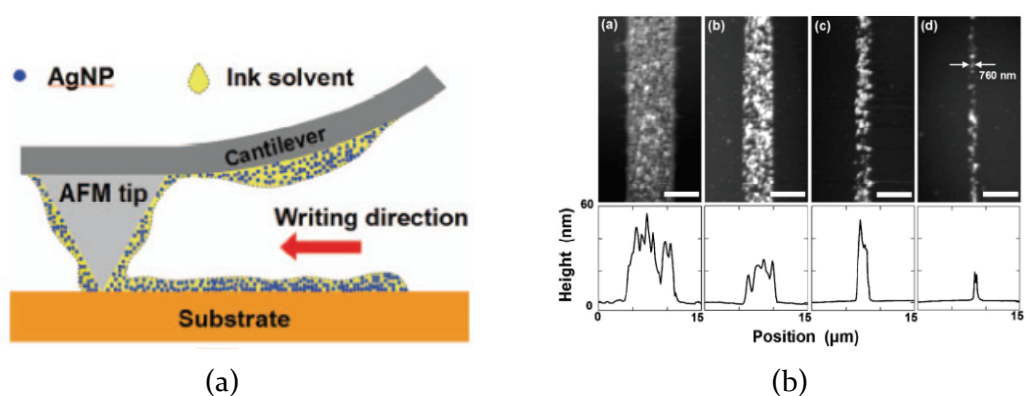 AgNP Ink solvent
Cantilever
AFM tip
Writing direction
Substrate
(a)
(a) (b) (c) (d)
760 nm
60
Height (nm)
0
0 15 15 15 15
Position (µm)
(b)